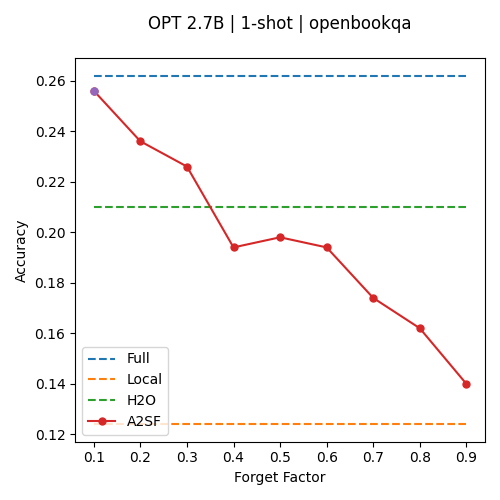 OPT 2.7B | 1-shot | openbookqa
0.26
0.24
0.22
0.20
0.18
0.16
0.14
0.12
Accuracy
Full
Local
H2O
A2SF
0.1 0.2 0.3 0.4 0.5 0.6 0.7 0.8 0.9
Forget Factor